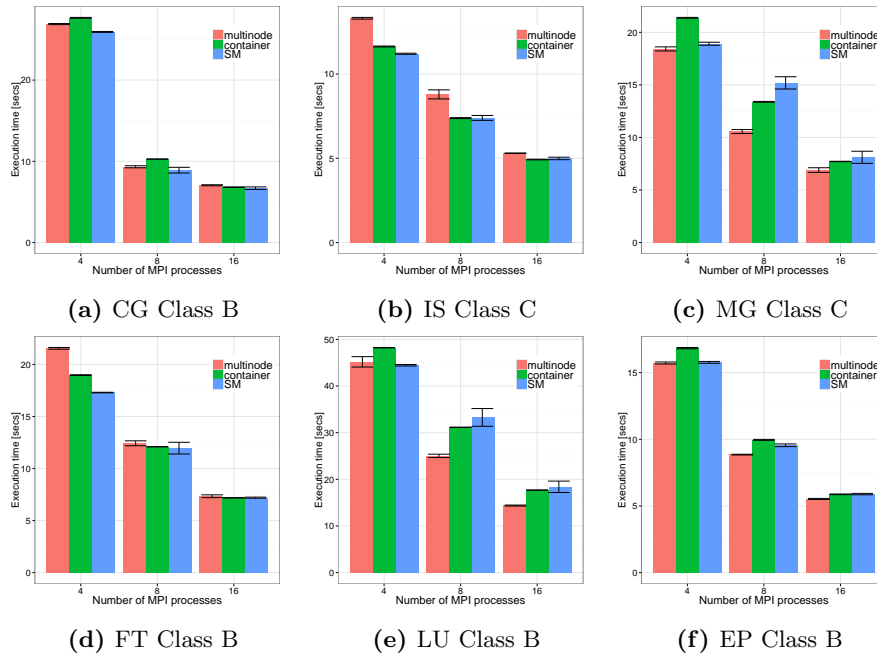 Execution time [secs]
20
10
0
multinode
container
SM
4 8 16
Number of MPI processes
(a) CG Class B
Execution time [secs]
10
5
0
multinode
container
SM
4 8 16
Number of MPI processes
(b) IS Class C
Execution time [secs]
20
15
10
5
0
multinode
container
SM
4 8 16
Number of MPI processes
(c) MG Class C
Execution time [secs]
20
15
10
5
0
multinode
container
SM
4 8 16
Number of MPI processes
(d) FT Class B
Execution time [secs]
50
40
30
20
10
0
multinode
container
SM
4 8 16
Number of MPI processes
(e) LU Class B
Execution time [secs]
15
10
5
0
multinode
container
SM
4 8 16
Number of MPI processes
(f) EP Class B